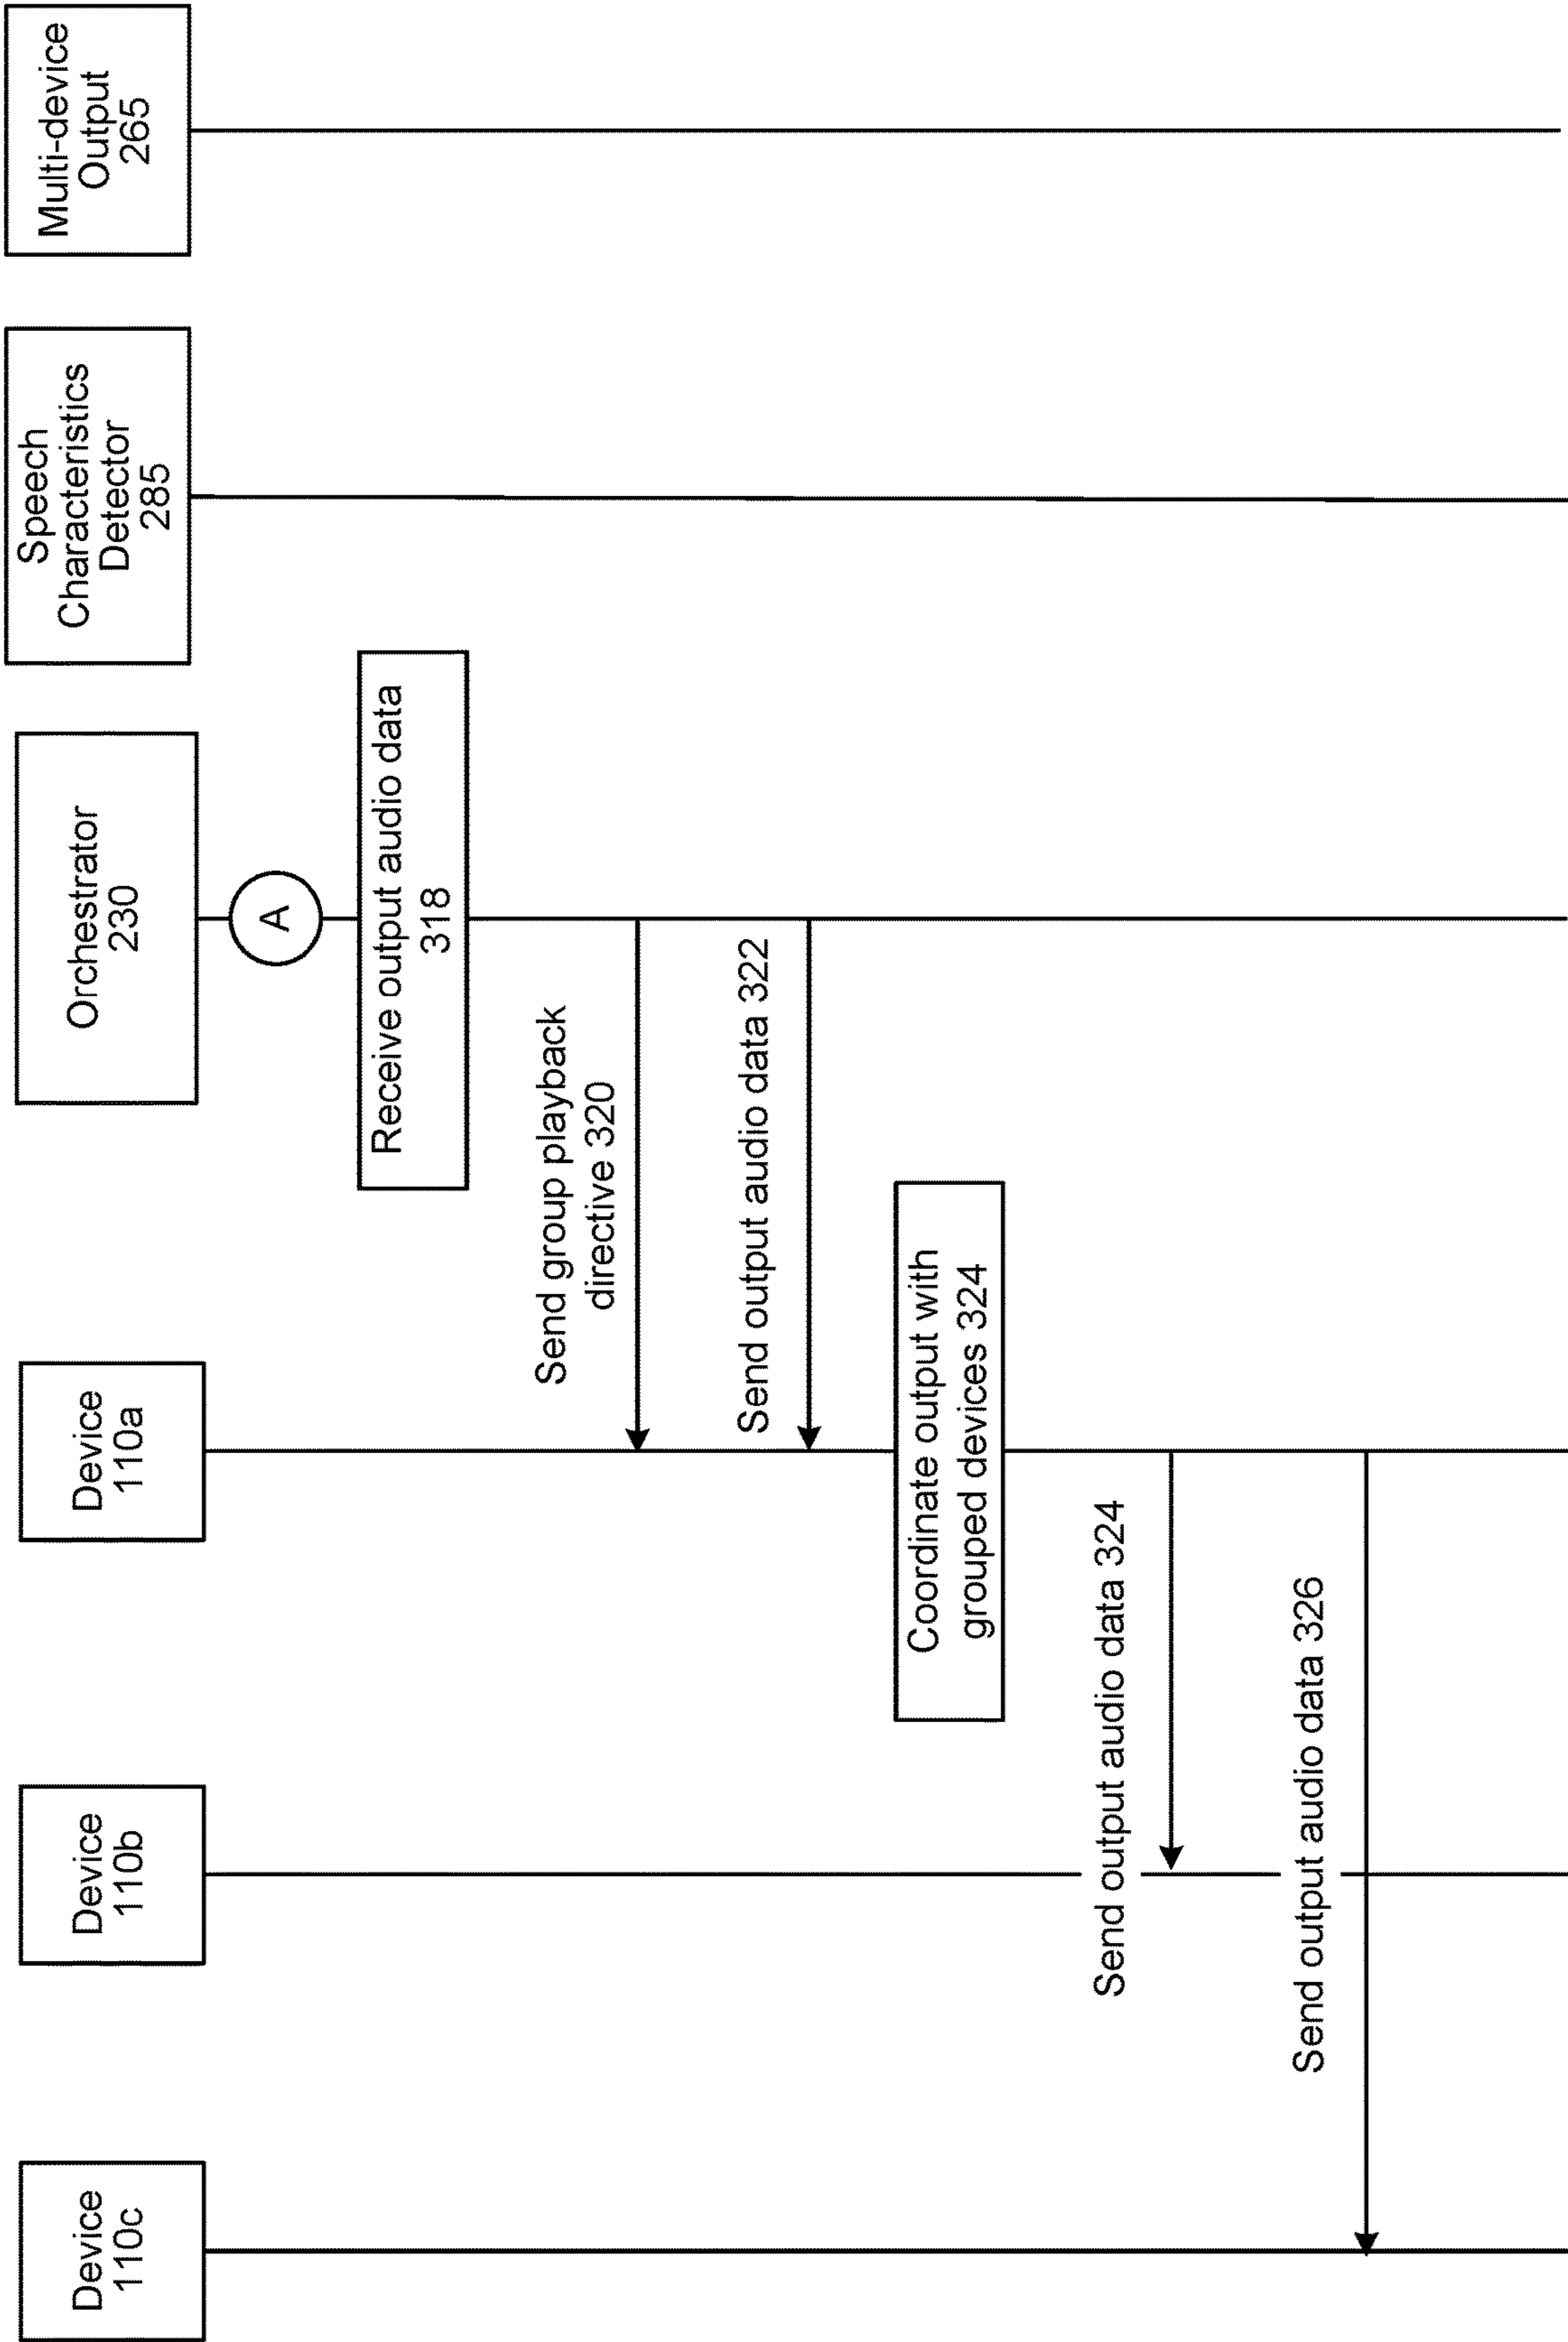 Device
110c
Device
110b
Device
110a
Orchestrator
230
Speech
Characteristics
Detector
285
Multi-device
Output
265
A
Receive output audio data
318
Send group playback
directive 320
Send output audio data 322
Coordinate output with
grouped devices 324
Send output audio data 324
Send output audio data 326